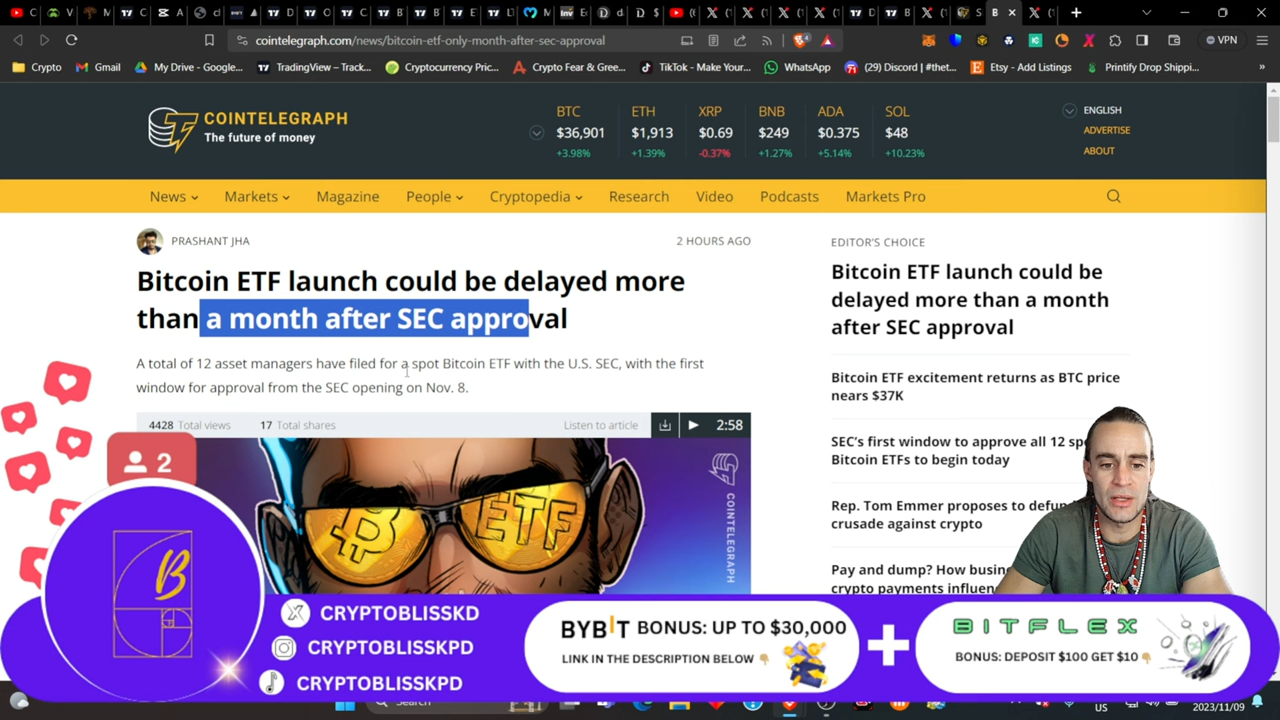 cointelegraph.com/news/bitcoin-etf-only-month-after-sec-approval
VPN
Crypto
Gmail
My Drive - Google...
TradingView – Track...
Cryptocurrency Pric...
Crypto Fear & Gree...
TikTok - Make Your...
WhatsApp
(29) Discord | #thet...
Etsy - Add Listings
Printify Drop Shippi...
COINTELEGRAPH
The future of money
BTC ETH XRP BNB ADA SOL
$36,901 $1,913 $0.69 $249 $0.375 $48
+3.98% +1.39% -0.37% +1.27% +5.14% +10.23%
ENGLISH
ADVERTISE
ABOUT
News Markets Magazine People Cryptopedia Research Video Podcasts Markets Pro
PRASHANT JHA
2 HOURS AGO
Bitcoin ETF launch could be delayed more
than a month after SEC approval
A total of 12 asset managers have filed for a spot Bitcoin ETF with the U.S. SEC, with the first
window for approval from the SEC opening on Nov. 8.
4428 Total views 17 Total shares
Listen to article
2:58
ETF
COINTELEGRAPH
EDITOR'S CHOICE
Bitcoin ETF launch could be
delayed more than a month
after SEC approval
Bitcoin ETF excitement returns as BTC price
nears $37K
SEC's first window to approve all 12
Bitcoin ETFs to begin today
Rep. Tom Emmer proposes to
crusade against crypto
Pay and dump? How
crypto payments
2
B
CRYPTOBLISSKD
CRYPTOBLISSKPD
CRYPTOBLISSKPD
BYBIT BONUS: UP TO $30,000
LINK IN THE DESCRIPTION BELOW
+
BITFLEX
BONUS: DEPOSIT $100 GET $10
Search
US
2023/11/09